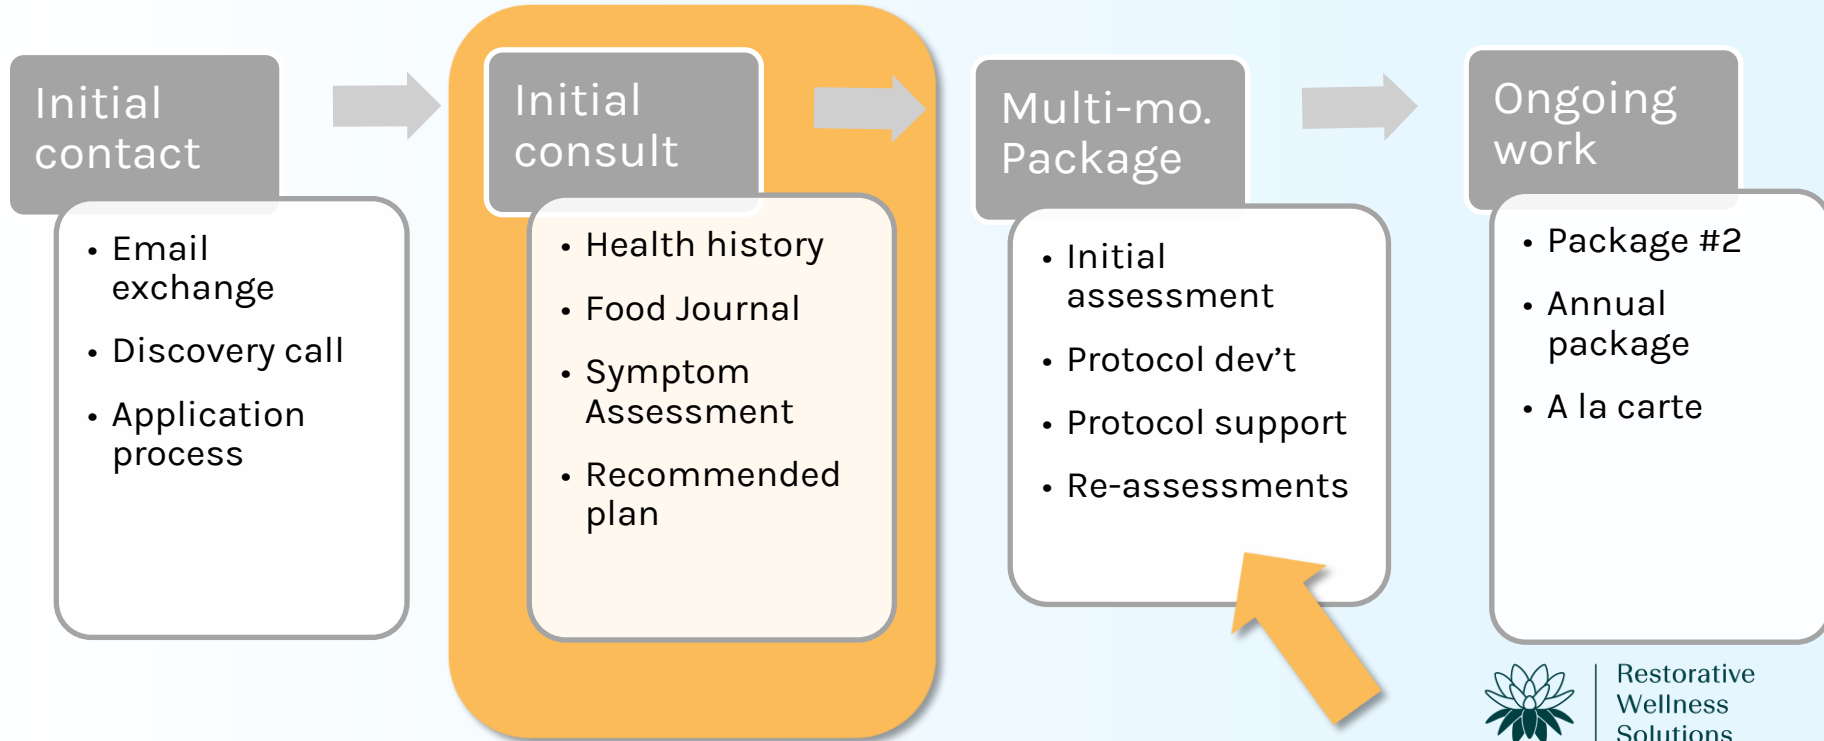 Initial
contact
• Email
exchange
• Discovery call
• Application
process
Initial
consult
• Health history
• Food Journal
• Symptom
Assessment
• Recommended
plan
Multi-mo.
Package
• Initial
assessment
• Protocol dev’t
• Protocol support
• Re-assessments
Ongoing
work
• Package #2
• Annual
package
• A la carte
Restorative
Wellness
Solutions